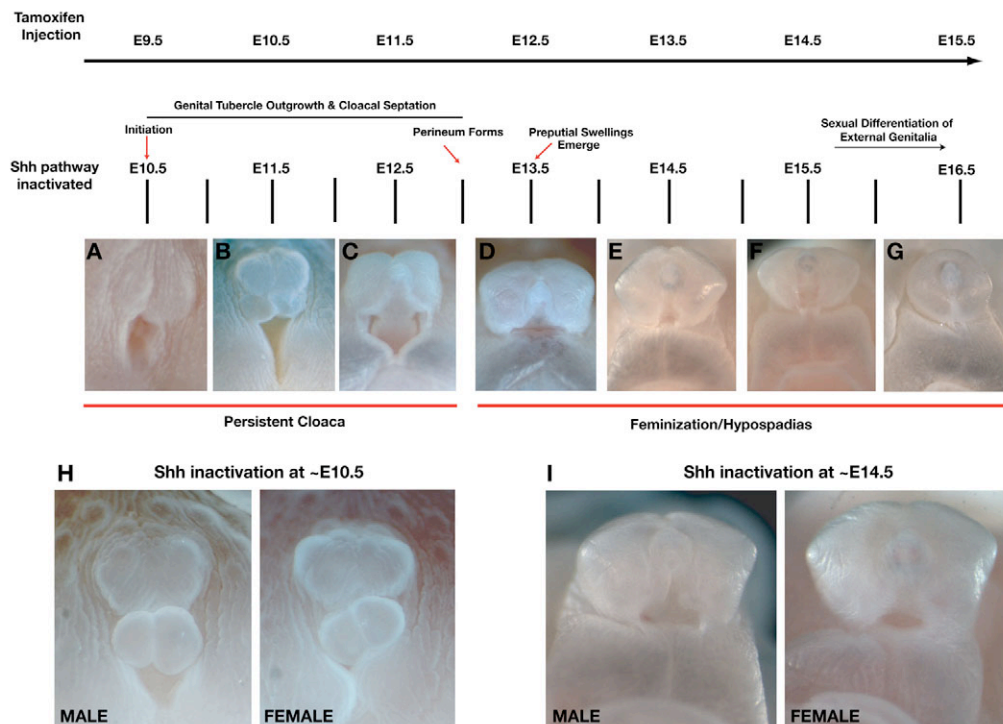 Tamoxifen
Injection
E9.5 E10.5 E11.5 E12.5 E13.5 E14.5 E15.5
Genital Tubercle Outgrowth & Cloacal Septation
Initiation
Perineum Forms
Preputial Swellings
Emerge
Sexual Differentiation of
External Genitalia
Shh pathway
inactivated
E10.5 E11.5 E12.5 E13.5 E14.5 E15.5 E16.5
A B C D E F G
Persistent Cloaca
Feminization/Hypospadias
H Shh inactivation at ~E10.5
MALE FEMALE
I Shh inactivation at ~E14.5
MALE FEMALE